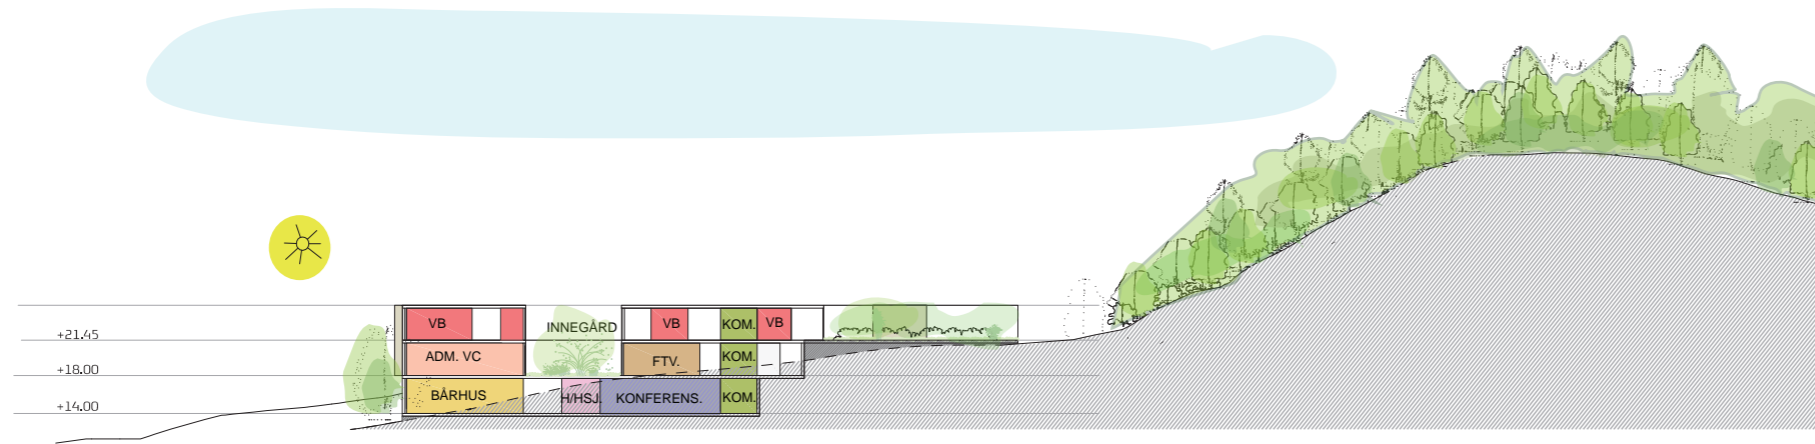 VB
INNEGÅRD
VB
KOM.
VB
+21.45
ADM. VC
FTV.
KOM.
+18.00
BÅRHUS
H/HSJ.
KONFERENS.
KOM.
+14.00